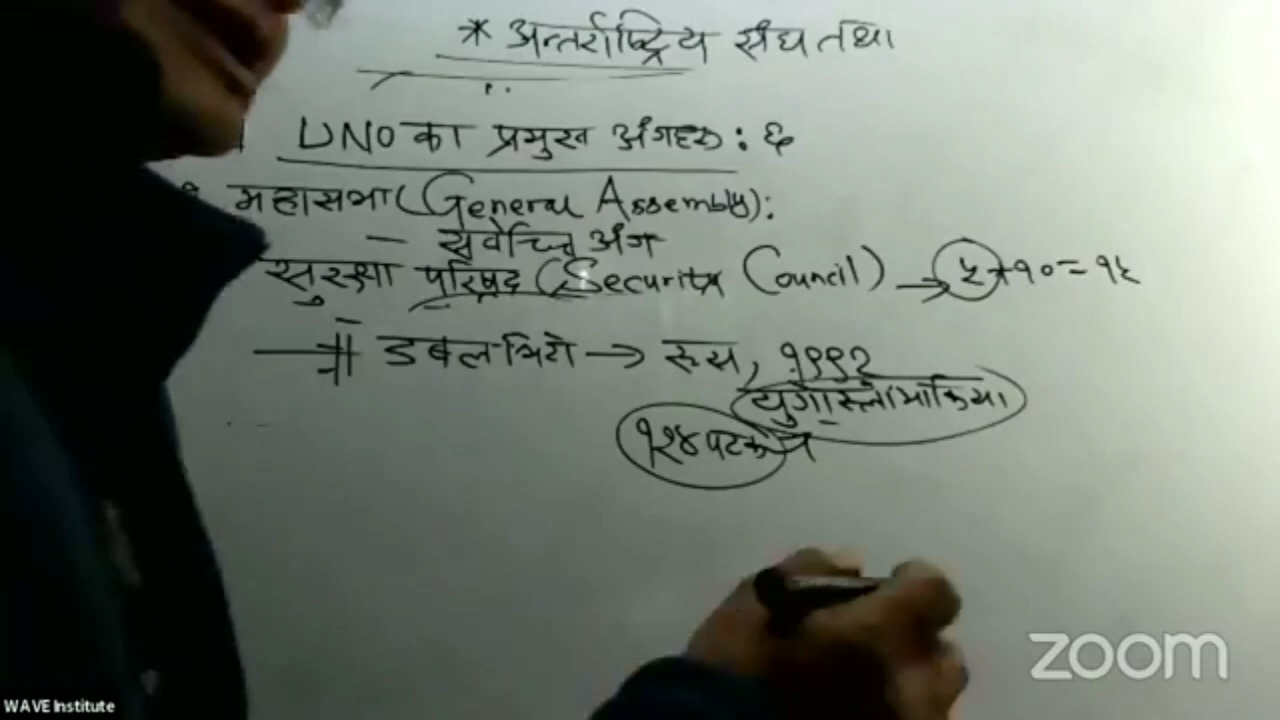 * अन्तर्राष्ट्रिय संघ तथा
UNO का प्रमुख अंगहरु : ६
महासभा (General Assembly):
– सर्वोच्च अंग
सुरक्षा परिषद (Security Council) → ५+१०=१५
# डबल भिटो → रुस, १९९२
युगोस्लाभाकिया
१२४ पटक
zoom
WAVE Institute